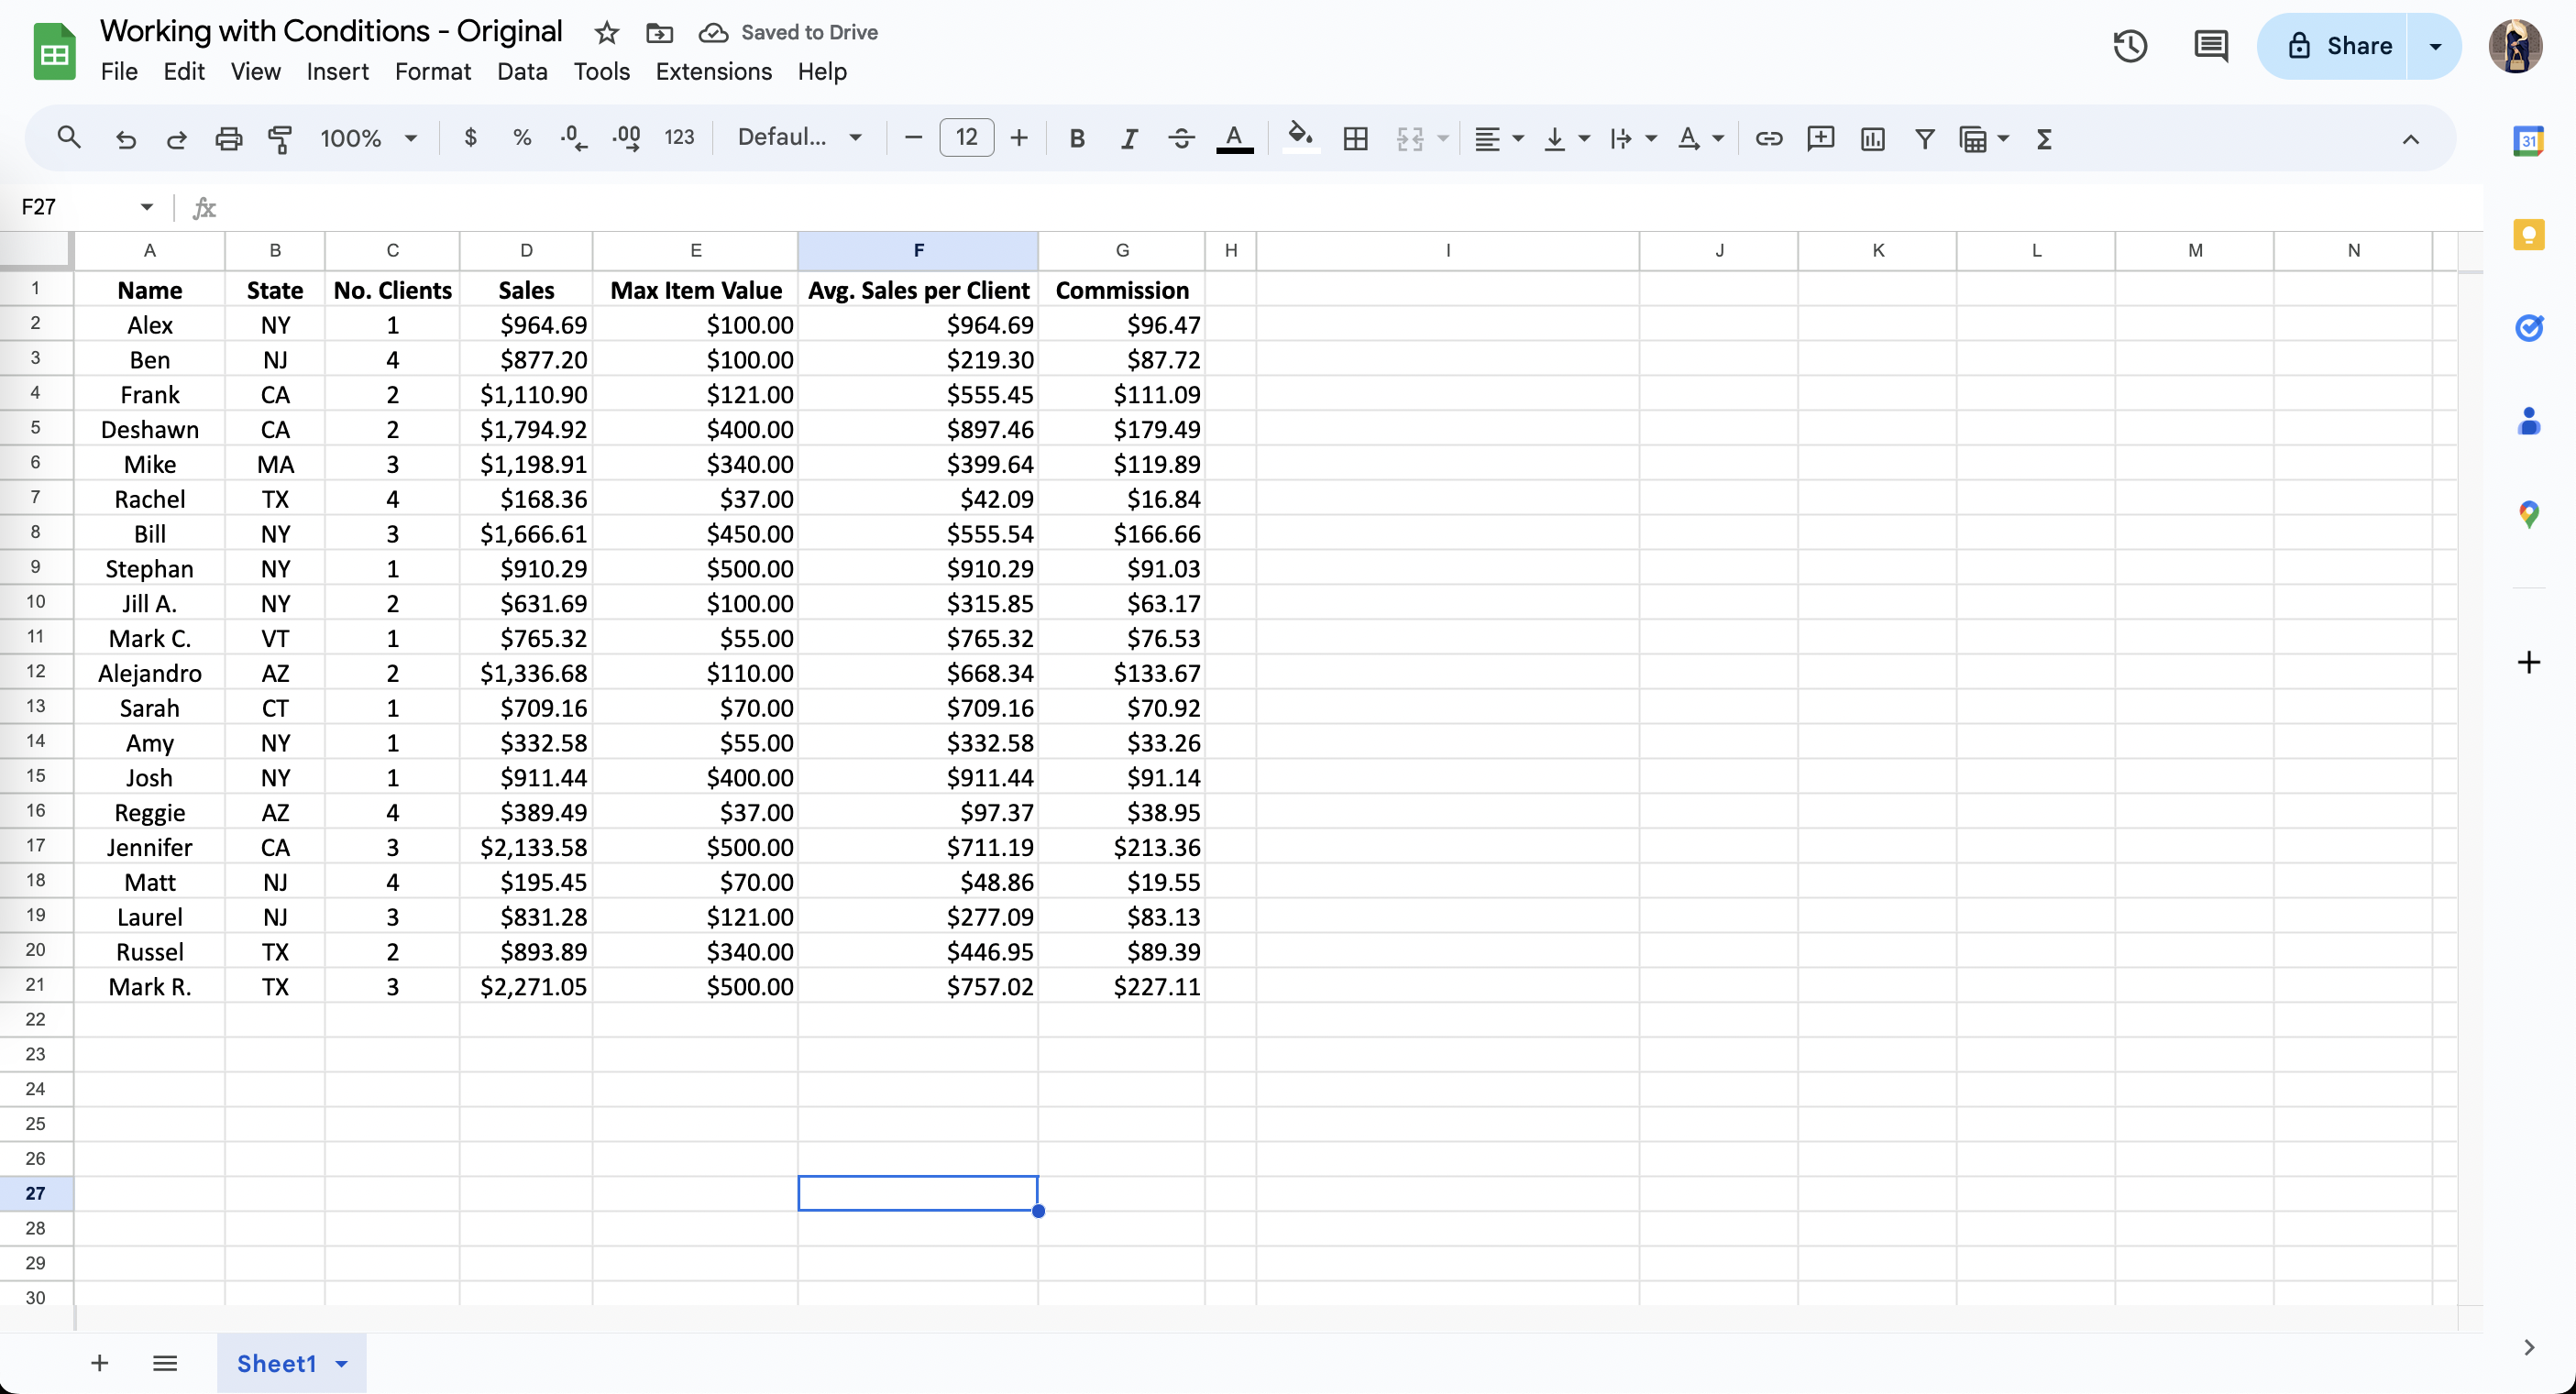 Working with Conditions - Original Saved to Drive
File Edit View Insert Format Data Tools Extensions Help
Share
100% $ % .0 .00 123 Defaul... 12 B I S A A Σ
31
F27 fx
A B C D E F G H I J K L M N
1 Name State No. Clients Sales Max Item Value Avg. Sales per Client Commission
2 Alex NY 1 $964.69 $100.00 $964.69 $96.47
3 Ben NJ 4 $877.20 $100.00 $219.30 $87.72
4 Frank CA 2 $1,110.90 $121.00 $555.45 $111.09
5 Deshawn CA 2 $1,794.92 $400.00 $897.46 $179.49
6 Mike MA 3 $1,198.91 $340.00 $399.64 $119.89
7 Rachel TX 4 $168.36 $37.00 $42.09 $16.84
8 Bill NY 3 $1,666.61 $450.00 $555.54 $166.66
9 Stephan NY 1 $910.29 $500.00 $910.29 $91.03
10 Jill A. NY 2 $631.69 $100.00 $315.85 $63.17
11 Mark C. VT 1 $765.32 $55.00 $765.32 $76.53
12 Alejandro AZ 2 $1,336.68 $110.00 $668.34 $133.67
13 Sarah CT 1 $709.16 $70.00 $709.16 $70.92
14 Amy NY 1 $332.58 $55.00 $332.58 $33.26
15 Josh NY 1 $911.44 $400.00 $911.44 $91.14
16 Reggie AZ 4 $389.49 $37.00 $97.37 $38.95
17 Jennifer CA 3 $2,133.58 $500.00 $711.19 $213.36
18 Matt NJ 4 $195.45 $70.00 $48.86 $19.55
19 Laurel NJ 3 $831.28 $121.00 $277.09 $83.13
20 Russel TX 2 $893.89 $340.00 $446.95 $89.39
21 Mark R. TX 3 $2,271.05 $500.00 $757.02 $227.11
22
23
24
25
26
27
28
29
30
Sheet1